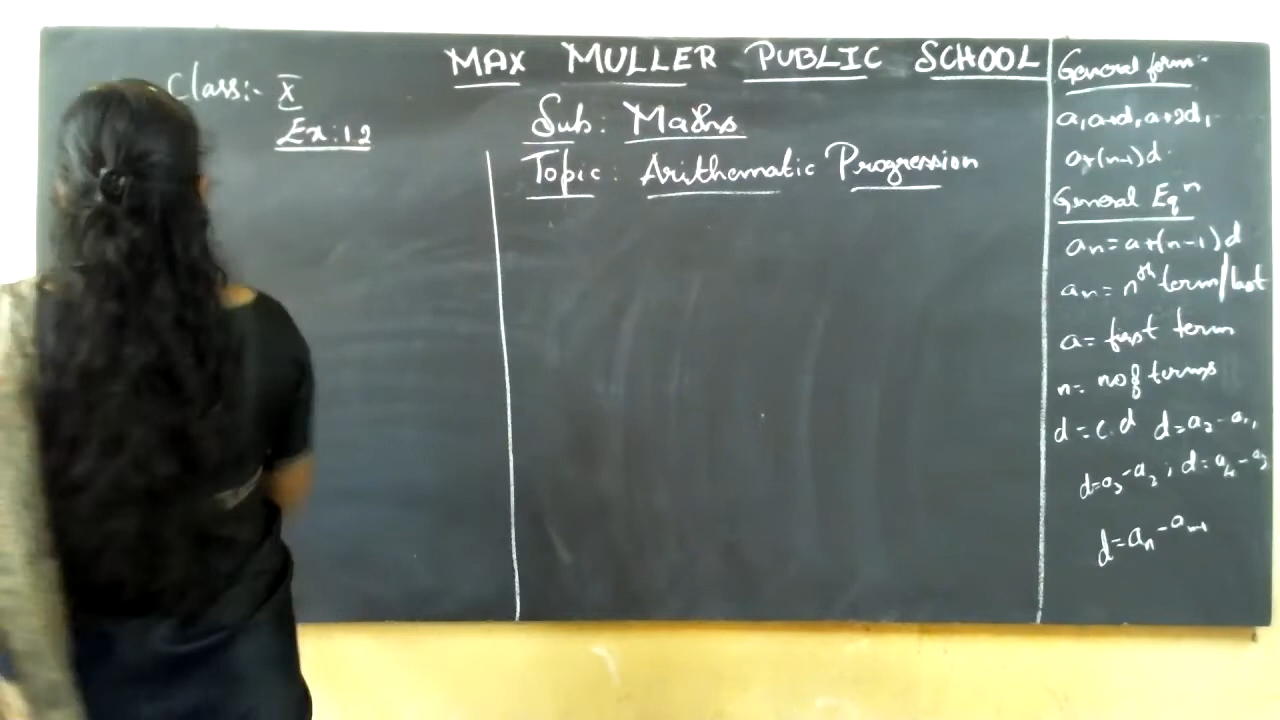 MAX MULLER PUBLIC SCHOOL
Class:- X
Ex:1.2
Sub: Maths
Topic: Arithematic Progression
General form:-
a, a+d, a+2d,
a+(n-1)d.
General Eqⁿ
aₙ=a+(n-1)d
aₙ= nᵗʰ term/last
a= first term
n= no of terms
d=c.d d=a₂-a₁,
d=a₃-a₂, d=a₄-a₃
d=aₙ-aₙ₋₁